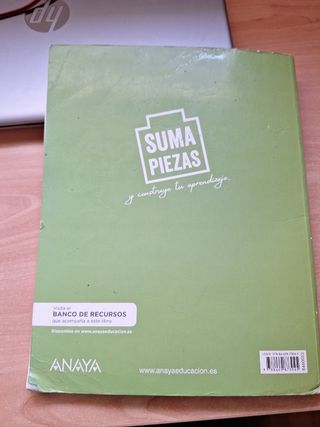 hp
SUMA
PIEZAS
y construye tu aprendizaje
Visita el
BANCO DE RECURSOS
que acompaña a este libro
Disponible en www.anayaeducacion.es
ANAYA
www.anayaeducacion.es